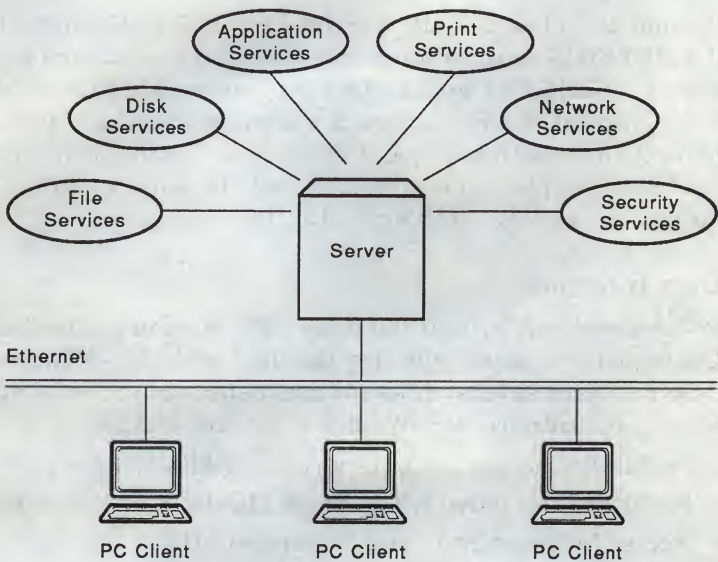 Application
Services
Print
Services
Disk
Services
Network
Services
File
Services
Security
Services
Server
Ethernet
PC Client
PC Client
PC Client